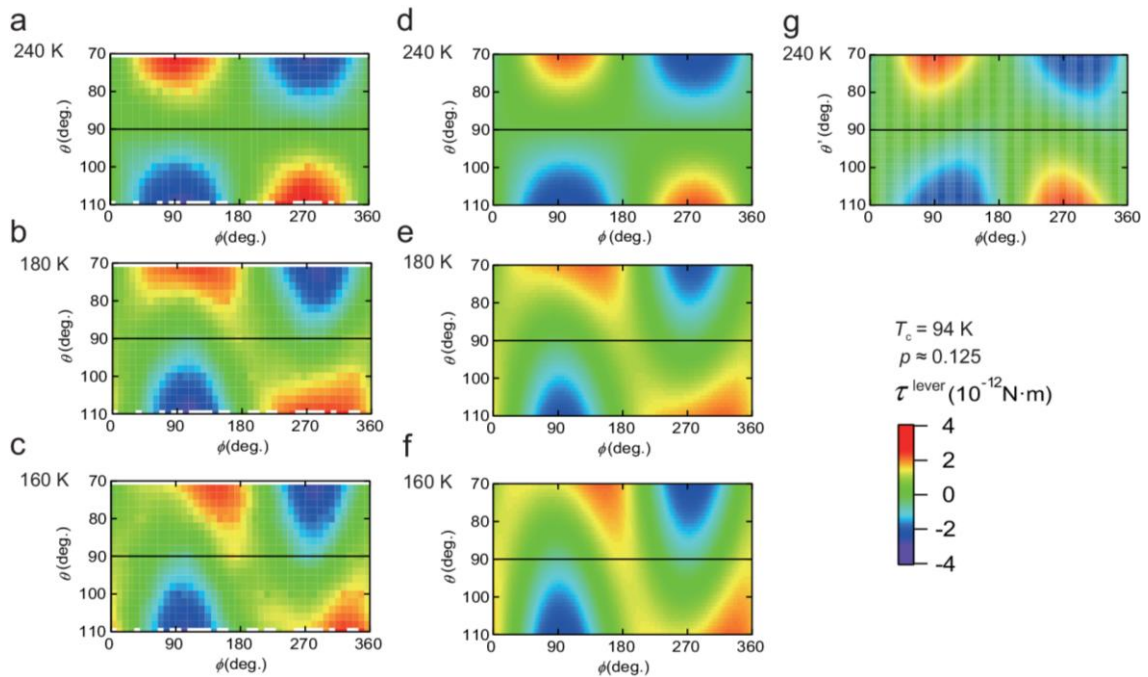 a
240 K
70
80
90
100
110
θ(deg.)
0 90 180 270 360
ϕ(deg.)
d
240 K
70
80
90
100
110
θ(deg.)
0 90 180 270 360
ϕ(deg.)
g
240 K
70
80
90
100
110
θ'(deg.)
0 90 180 270 360
ϕ(deg.)
b
180 K
70
80
90
100
110
θ(deg.)
0 90 180 270 360
ϕ(deg.)
e
180 K
70
80
90
100
110
θ(deg.)
0 90 180 270 360
ϕ(deg.)
c
160 K
70
80
90
100
110
θ(deg.)
0 90 180 270 360
ϕ(deg.)
f
160 K
70
80
90
100
110
θ(deg.)
0 90 180 270 360
ϕ(deg.)
T_c = 94 K
p ≈ 0.125
τ^lever (10^-12 N·m)
4
2
0
-2
-4